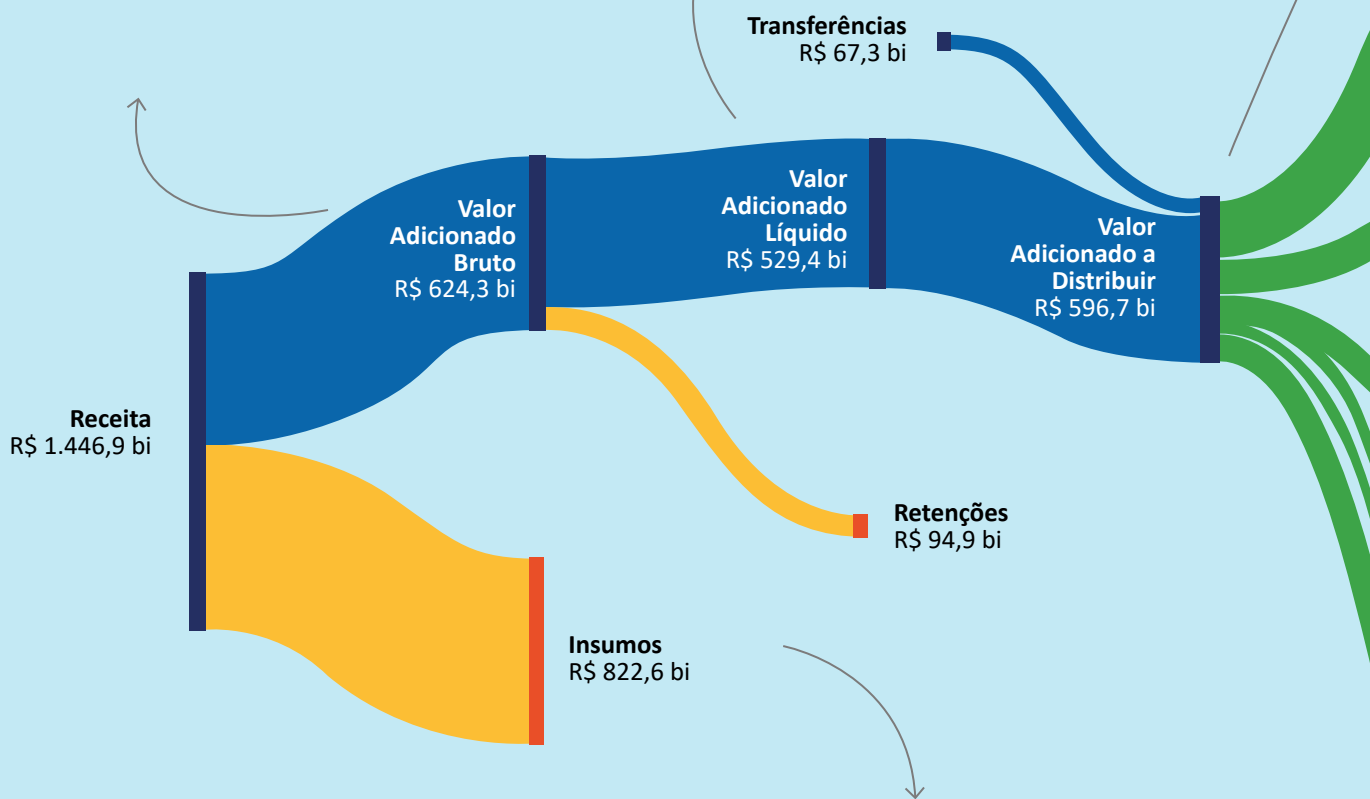 Transferências
R$ 67,3 bi
Valor
Adicionado
Bruto
R$ 624,3 bi
Valor
Adicionado
Líquido
R$ 529,4 bi
Valor
Adicionado a
Distribuir
R$ 596,7 bi
Receita
R$ 1.446,9 bi
Retenções
R$ 94,9 bi
Insumos
R$ 822,6 bi